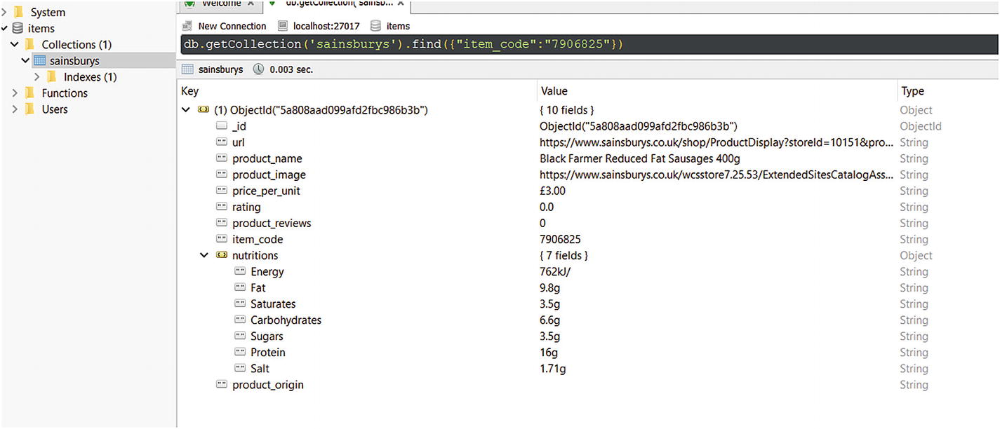 System
items
Collections (1)
sainsburys
Indexes (1)
Functions
Users
Welcome × db.getCollection('sainsb... ×
New Connection localhost:27017 items
db.getCollection('sainsburys').find({"item_code":"7906825"})
sainsburys 0.003 sec.
Key Value Type
(1) ObjectId("5a808aad099afd2fbc986b3b") { 10 fields } Object
_id ObjectId("5a808aad099afd2fbc986b3b") ObjectId
url https://www.sainsburys.co.uk/shop/ProductDisplay?storeId=10151&pro... String
product_name Black Farmer Reduced Fat Sausages 400g String
product_image https://www.sainsburys.co.uk/wcsstore7.25.53/ExtendedSitesCatalogAss... String
price_per_unit £3.00 String
rating 0.0 String
product_reviews 0 String
item_code 7906825 String
nutritions { 7 fields } Object
Energy 762kJ/ String
Fat 9.8g String
Saturates 3.5g String
Carbohydrates 6.6g String
Sugars 3.5g String
Protein 16g String
Salt 1.71g String
product_origin String